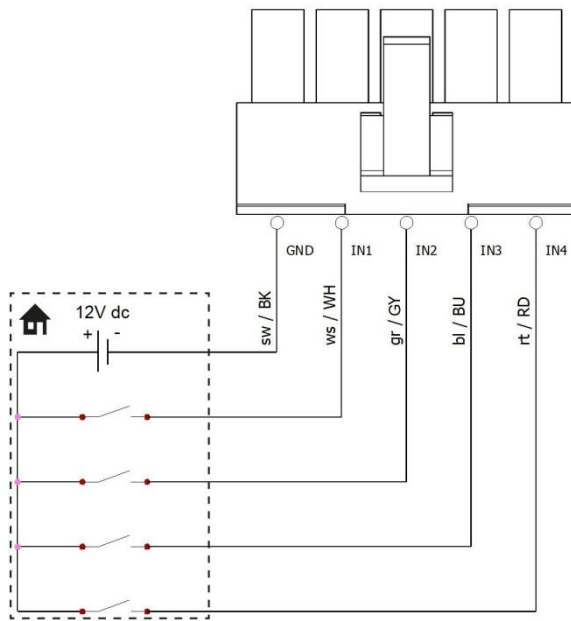 GND IN1 IN2 IN3 IN4
sw / BK
ws / WH
gr / GY
bl / BU
rt / RD
12V dc
+ -